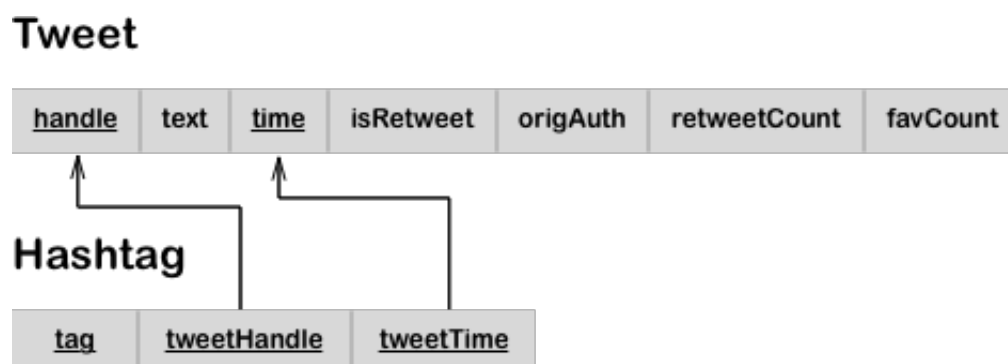 Tweet
handle text time isRetweet origAuth retweetCount favCount
Hashtag
tag tweetHandle tweetTime